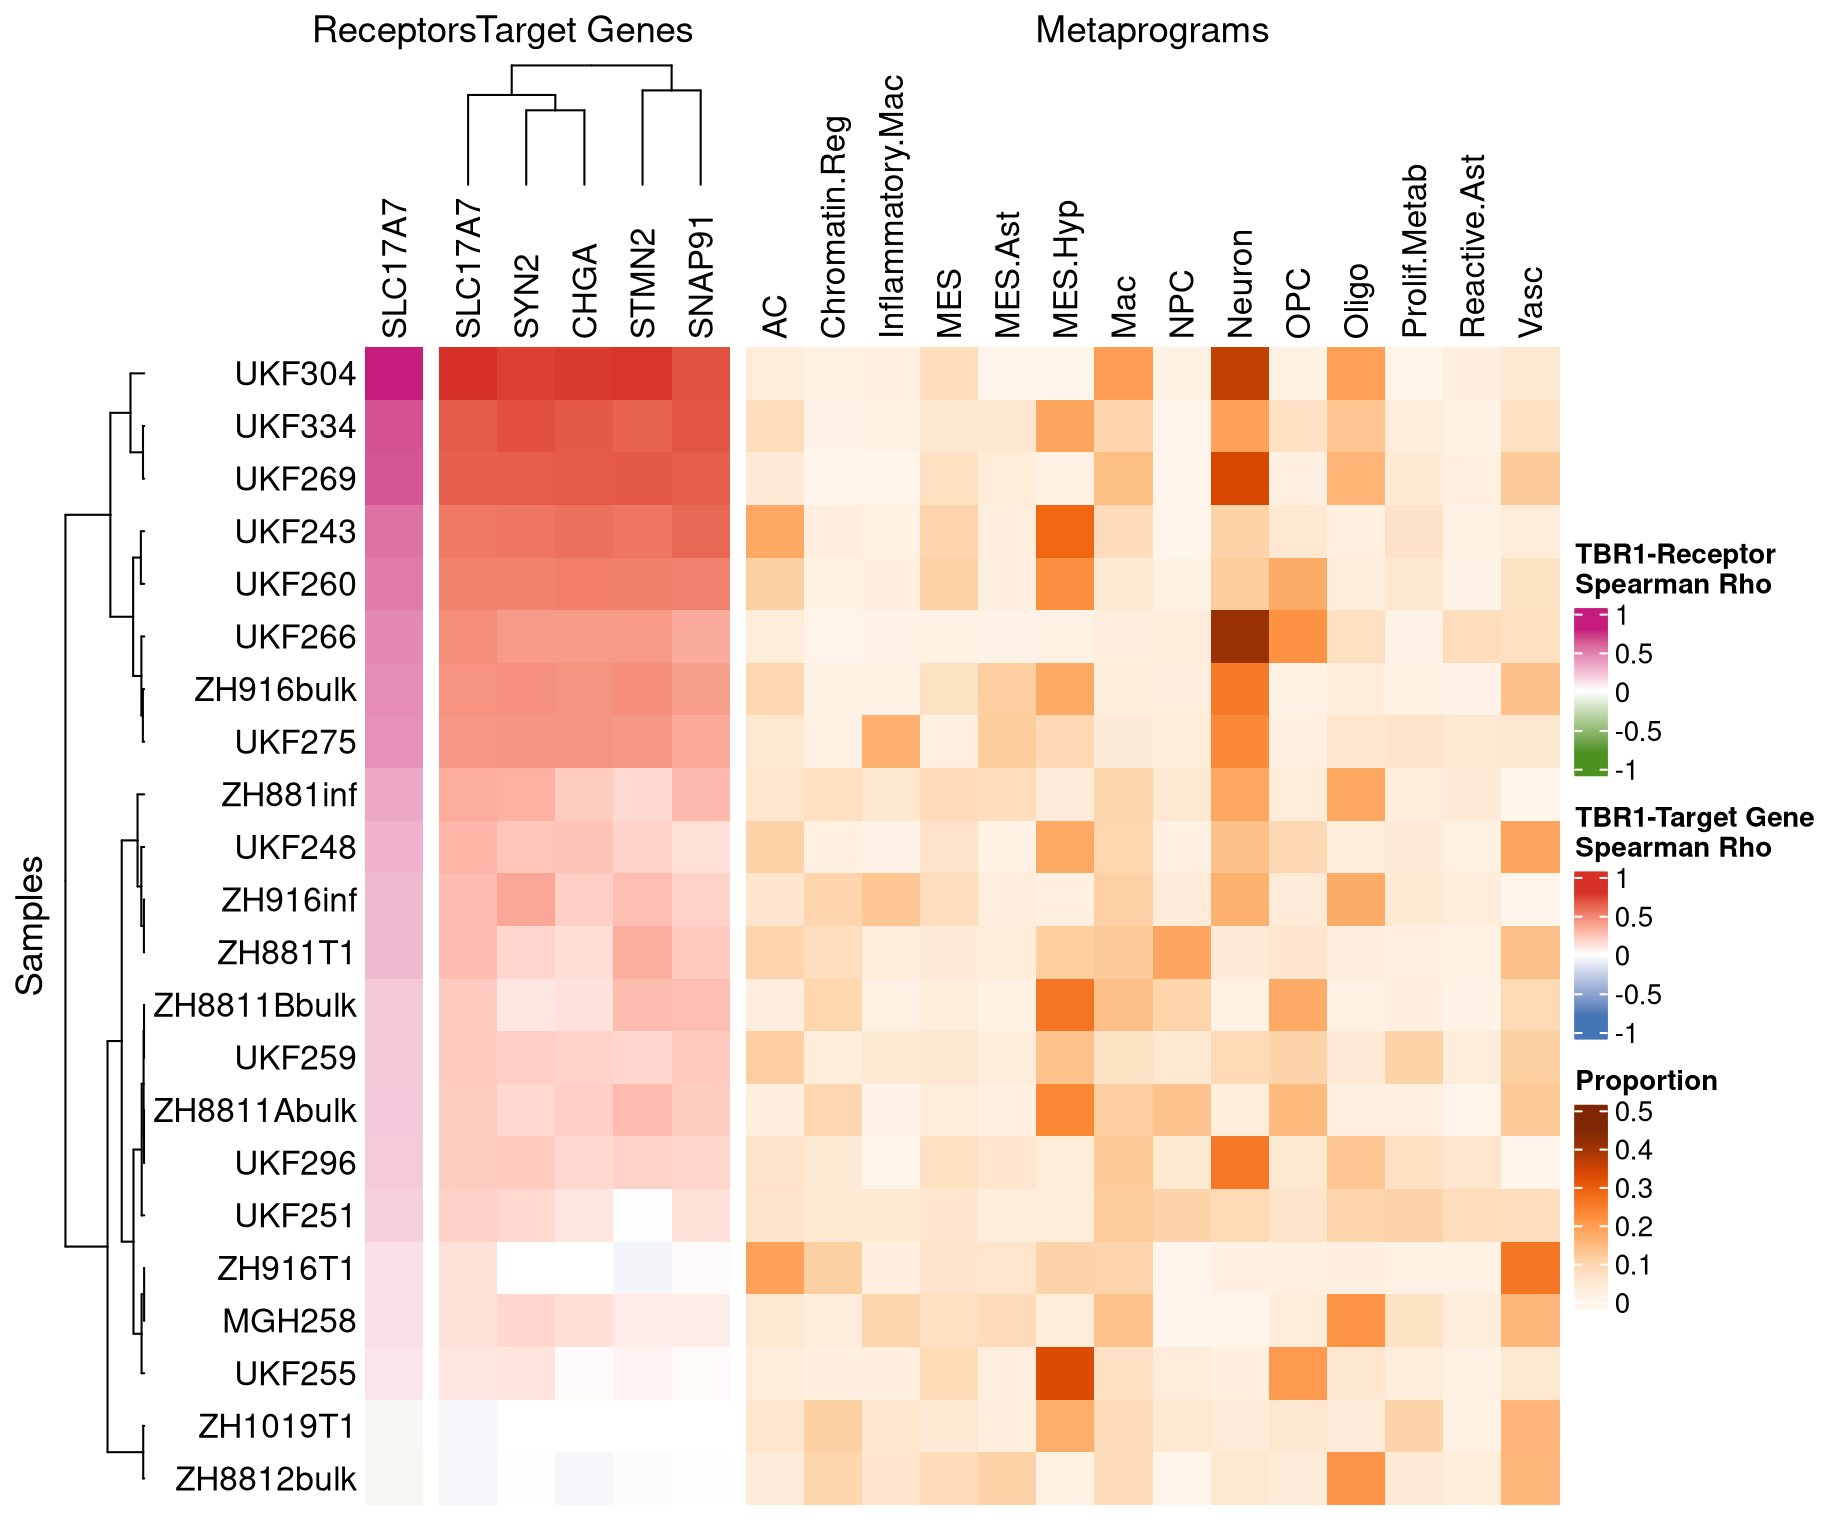 ReceptorsTarget Genes
Metaprograms
SLC17A7
SLC17A7
SYN2
CHGA
STMN2
SNAP91
AC
Chromatin.Reg
Inflammatory.Mac
MES
MES.Ast
MES.Hyp
Mac
NPC
Neuron
OPC
Oligo
Prolif.Metab
Reactive.Ast
Vasc
Samples
UKF304
UKF334
UKF269
UKF243
UKF260
UKF266
ZH916bulk
UKF275
ZH881inf
UKF248
ZH916inf
ZH881T1
ZH8811Bbulk
UKF259
ZH8811Abulk
UKF296
UKF251
ZH916T1
MGH258
UKF255
ZH1019T1
ZH8812bulk
TBR1-Receptor
Spearman Rho
1
0.5
0
-0.5
-1
TBR1-Target Gene
Spearman Rho
1
0.5
0
-0.5
-1
Proportion
0.5
0.4
0.3
0.2
0.1
0